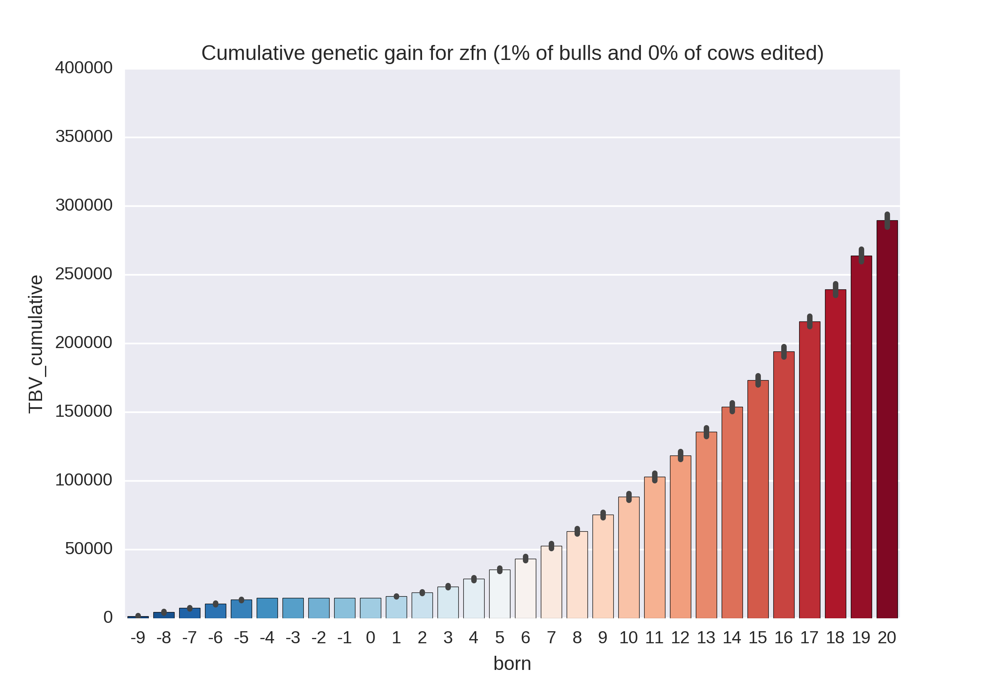 Cumulative genetic gain for zfn (1% of bulls and 0% of cows edited)
400000
350000
300000
250000
200000
150000
100000
50000
0
TBV_cumulative
-9 -8 -7 -6 -5 -4 -3 -2 -1 0 1 2 3 4 5 6 7 8 9 10 11 12 13 14 15 16 17 18 19 20
born